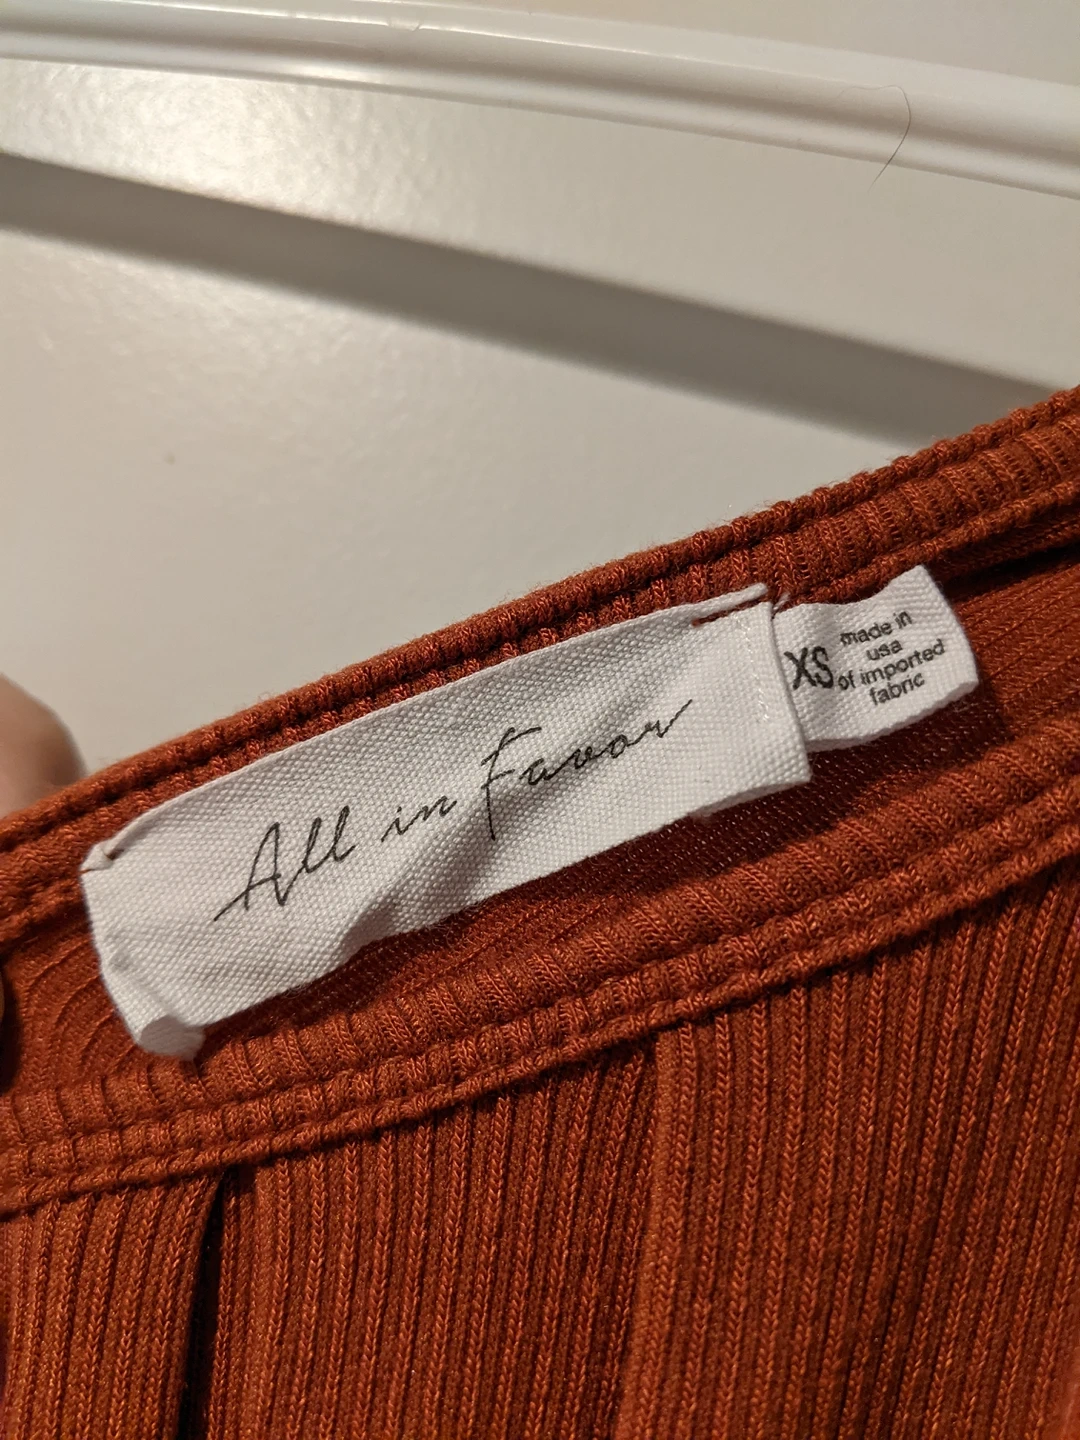 All in Favor
XS
made in
usa
of imported
fabric